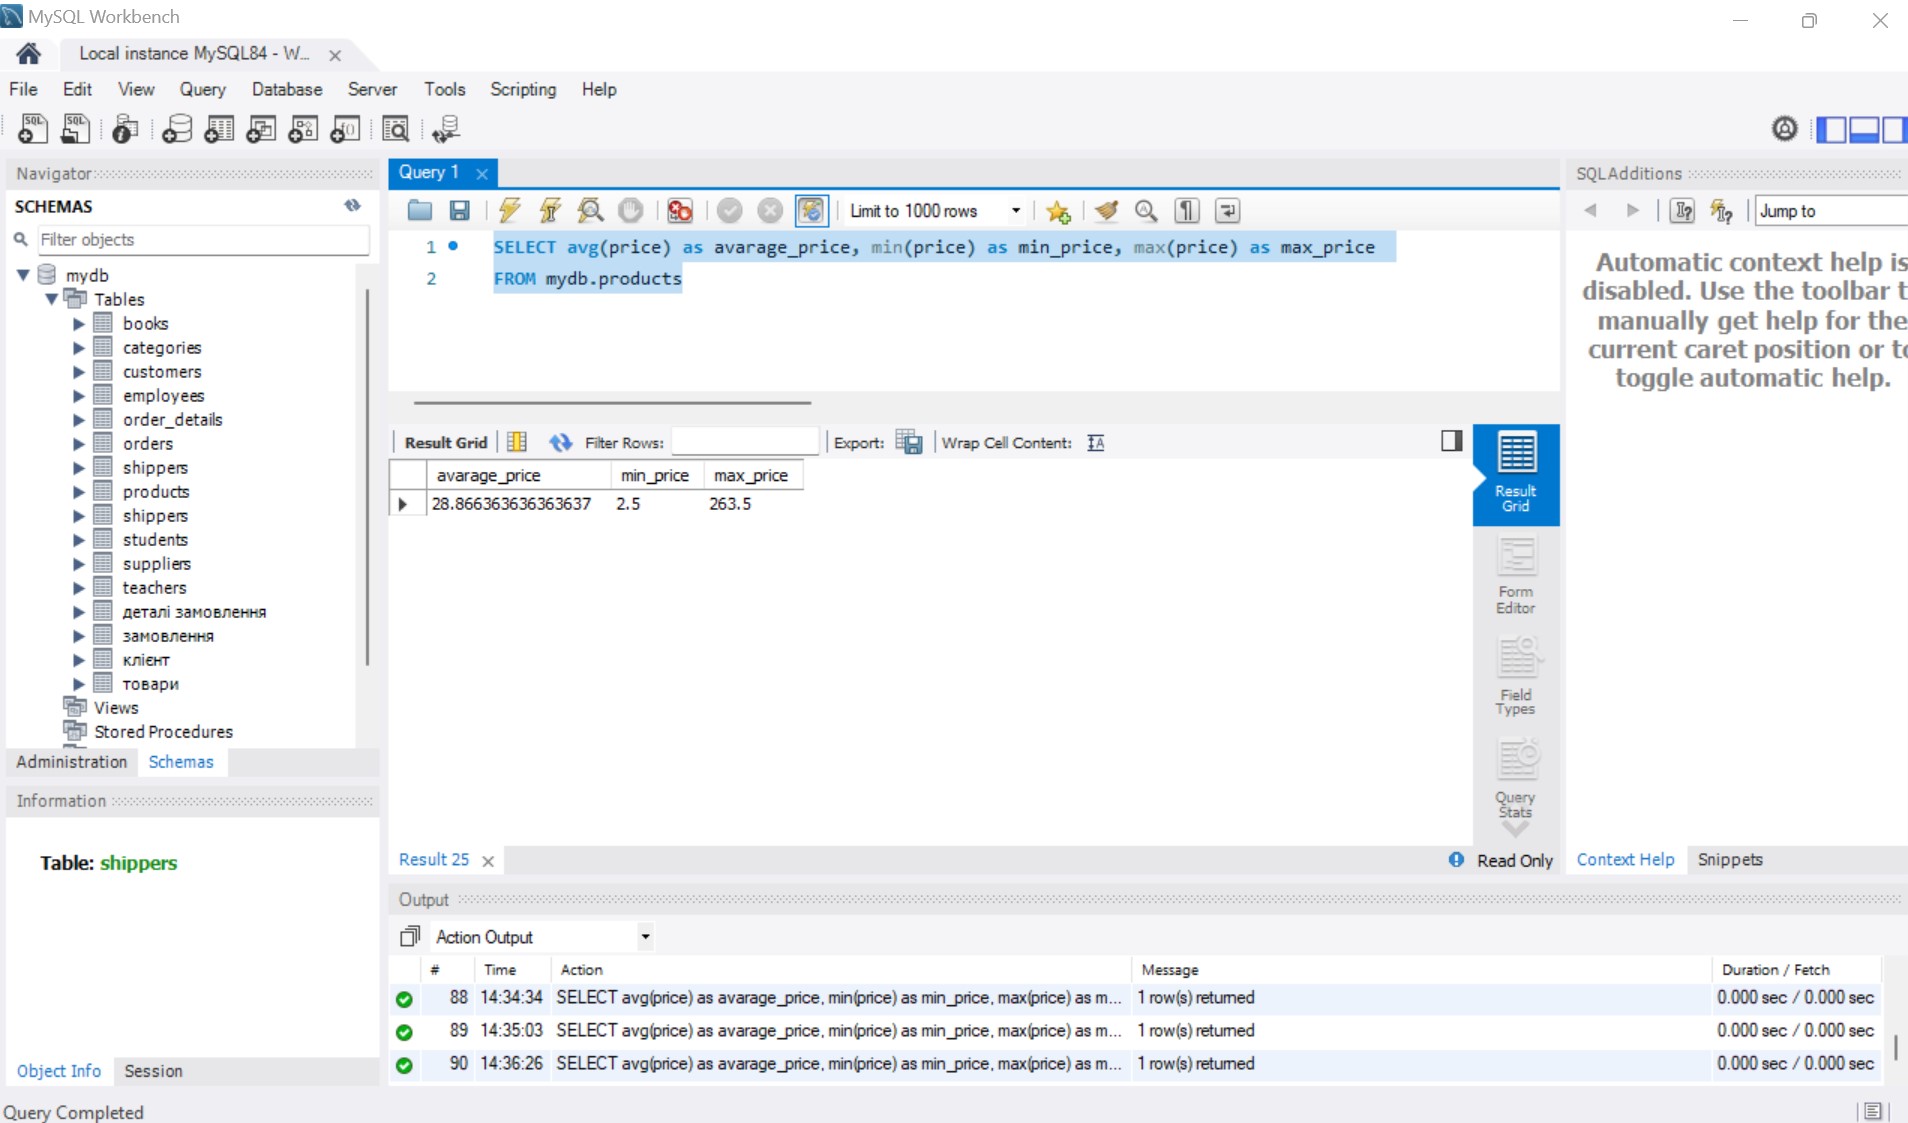 MySQL Workbench
Local instance MySQL84 - W...
File Edit View Query Database Server Tools Scripting Help
Navigator
SCHEMAS
Filter objects
mydb
Tables
books
categories
customers
employees
order_details
orders
shippers
products
shippers
students
suppliers
teachers
деталі замовлення
замовлення
клієнт
товари
Views
Stored Procedures
Administration Schemas
Information
Table: shippers
Object Info Session
Query Completed
Query 1
Limit to 1000 rows
1 SELECT avg(price) as avarage_price, min(price) as min_price, max(price) as max_price
2 FROM mydb.products
Result Grid Filter Rows: Export: Wrap Cell Content:
avarage_price min_price max_price
28.866363636363637 2.5 263.5
Result
Grid
Form
Editor
Field
Types
Query
Stats
Result 25
Read Only
SQLAdditions
Jump to
Automatic context help is
disabled. Use the toolbar t
manually get help for the
current caret position or to
toggle automatic help.
Context Help Snippets
Output
Action Output
# Time Action Message Duration / Fetch
88 14:34:34 SELECT avg(price) as avarage_price, min(price) as min_price, max(price) as m... 1 row(s) returned 0.000 sec / 0.000 sec
89 14:35:03 SELECT avg(price) as avarage_price, min(price) as min_price, max(price) as m... 1 row(s) returned 0.000 sec / 0.000 sec
90 14:36:26 SELECT avg(price) as avarage_price, min(price) as min_price, max(price) as m... 1 row(s) returned 0.000 sec / 0.000 sec